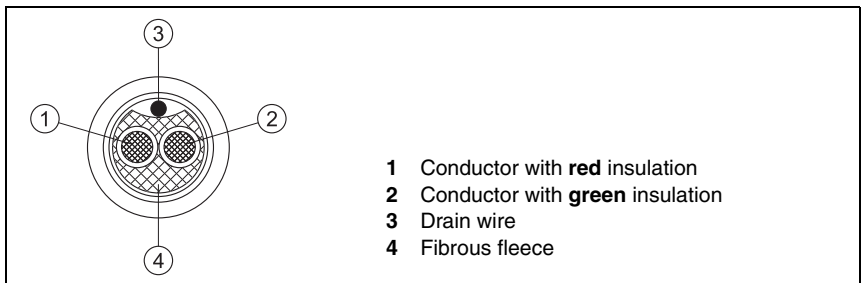 3
1
2
4
1 Conductor with red insulation
2 Conductor with green insulation
3 Drain wire
4 Fibrous fleece